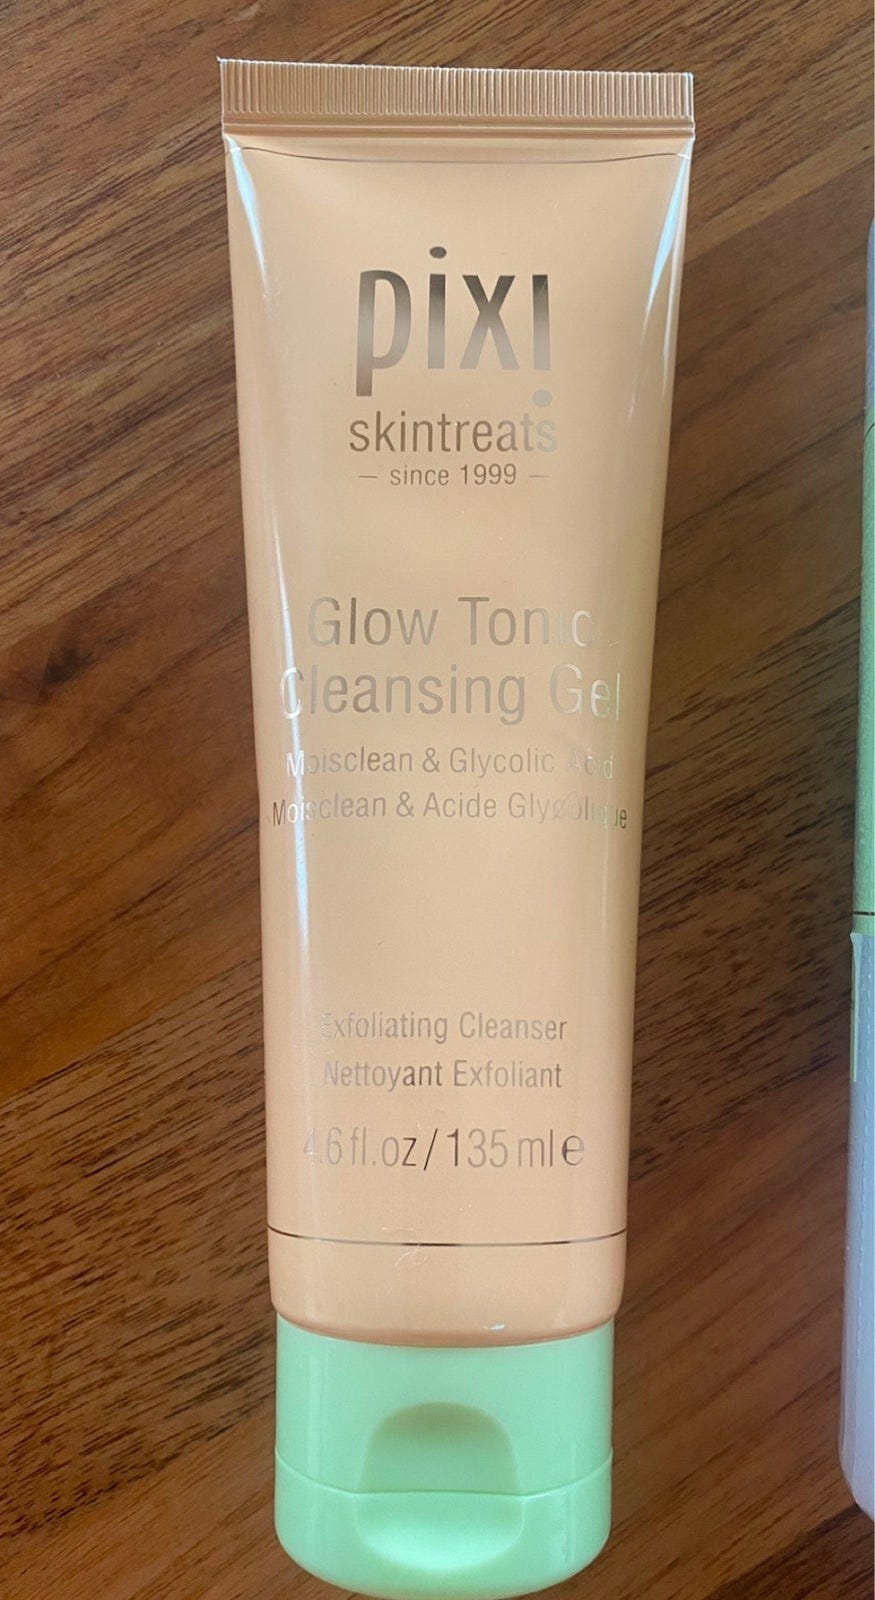 pixi
skintreats
— since 1999 —
Glow Tonic
Cleansing Gel
Moisclean & Glycolic Acid
Moisclean & Acide Glycolique
Exfoliating Cleanser
Nettoyant Exfoliant
4.6 fl.oz/135 ml ℮